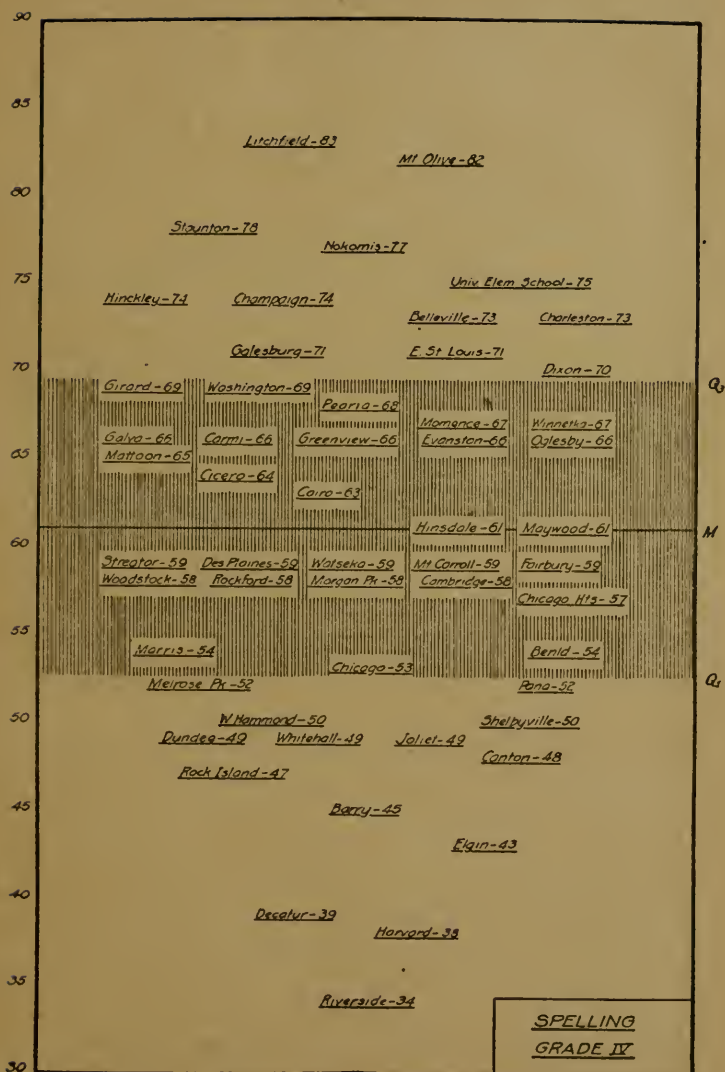 90
85
Litchfield-83
Mt Olive-82
80
Staunton-78
Nokomis-77
75
Univ. Elem. School-75
Hinckley-74 Champaign-74
Belleville-73 Charleston-73
Galesburg-71 E. St Louis-71
70
Dixon-70
Girard-69 Washington-69
Q3
Peoria-68
Momence-67 Winnetka-67
Galva-66 Carmi-66 Greenview-66 Evanston-66 Oglesby-66
65
Mattoon-65
Cicero-64
Cairo-63
Hinsdale-61 Maywood-61
M
60
Streator-59 Des Plaines-59 Watseka-59 Mt Carroll-59 Fairbury-59
Woodstock-58 Rockford-58 Morgan Pk-58 Cambridge-58
Chicago Hts-57
55
Morris-54 Benld-54
Chicago-53
Q1
Melrose Pk-52 Pana-52
50
W. Hammond-50 Shelbyville-50
Dundee-49 Whitehall-49 Joliet-49
Canton-48
Rock Island-47
45
Barry-45
Elgin-43
40
Decatur-39
Harvard-38
35
Riverside-34
30
SPELLING
GRADE IV